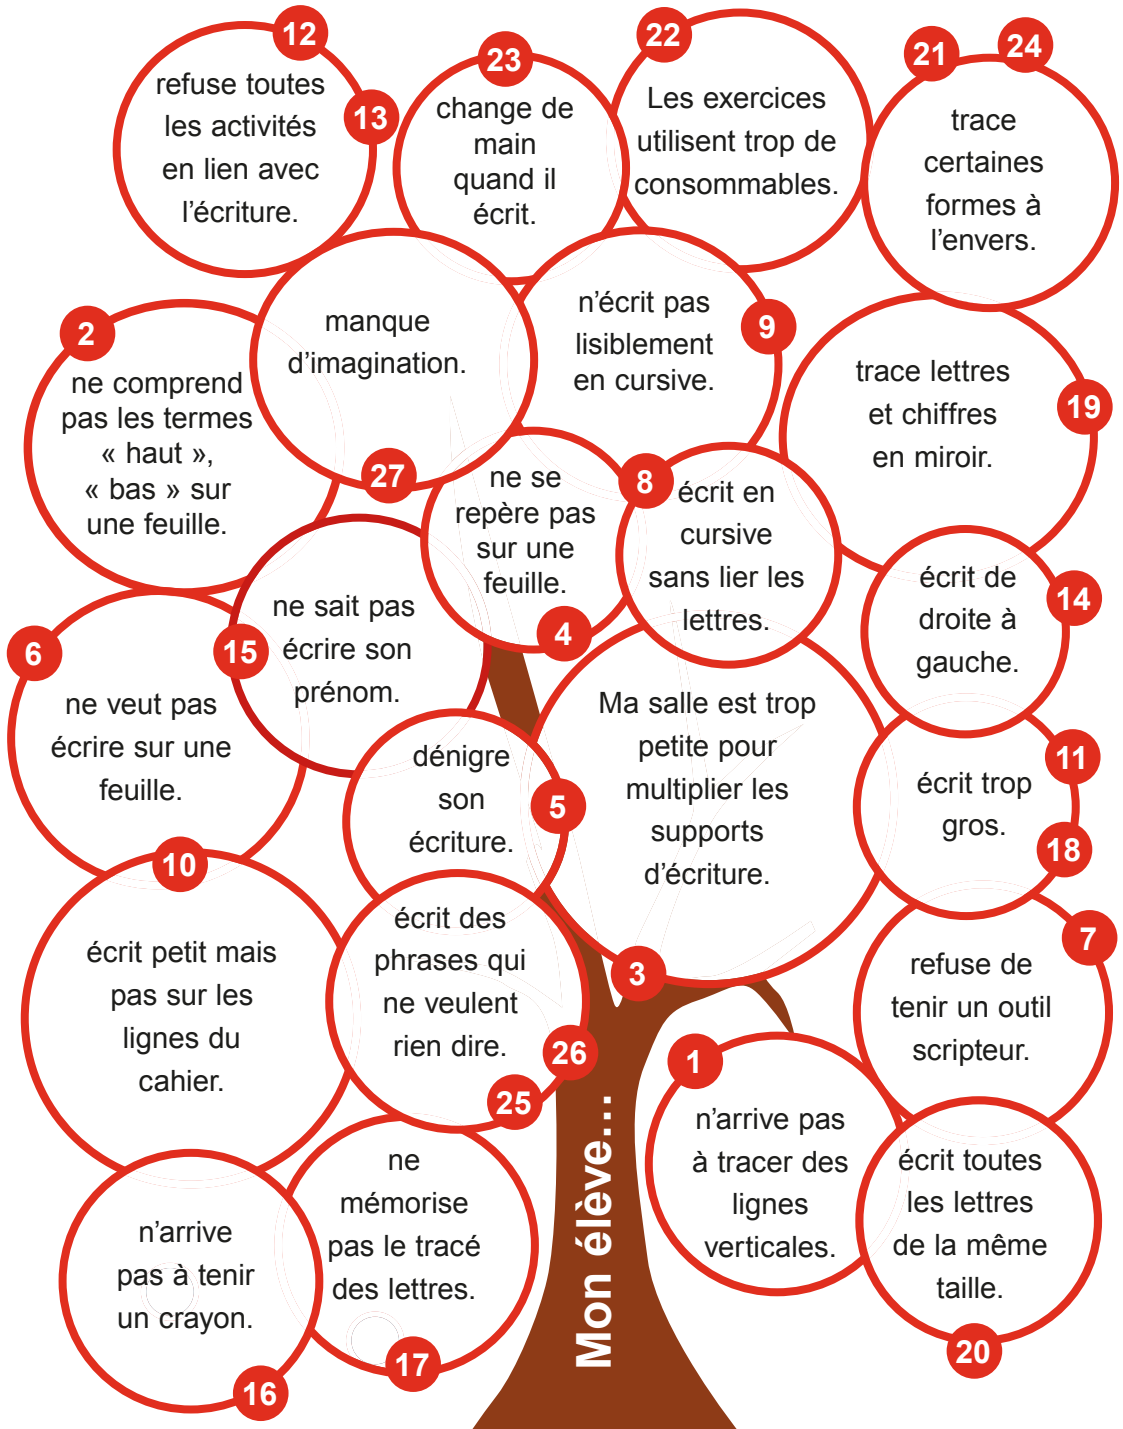 12
13
refuse toutes
les activités
en lien avec
l’écriture.
23
change de
main
quand il
écrit.
22
Les exercices
utilisent trop de
consommables.
21
24
trace
certaines
formes à
l’envers.
2
ne comprend
pas les termes
« haut »,
« bas » sur
une feuille.
manque
d’imagination.
27
9
n’écrit pas
lisiblement
en cursive.
19
trace lettres
et chiffres
en miroir.
ne se
repère pas
sur une
feuille.
4
8
écrit en
cursive
sans lier les
lettres.
14
écrit de
droite à
gauche.
15
ne sait pas
écrire son
prénom.
6
ne veut pas
écrire sur une
feuille.
dénigre
son
écriture.
5
Ma salle est trop
petite pour
multiplier les
supports
d’écriture.
3
11
écrit trop
gros.
18
10
écrit petit mais
pas sur les
lignes du
cahier.
écrit des
phrases qui
ne veulent
rien dire.
26
25
7
refuse de
tenir un outil
scripteur.
1
n’arrive pas
à tracer des
lignes
verticales.
écrit toutes
les lettres
de la même
taille.
20
n’arrive
pas à tenir
un crayon.
16
ne
mémorise
pas le tracé
des lettres.
17
Mon élève...